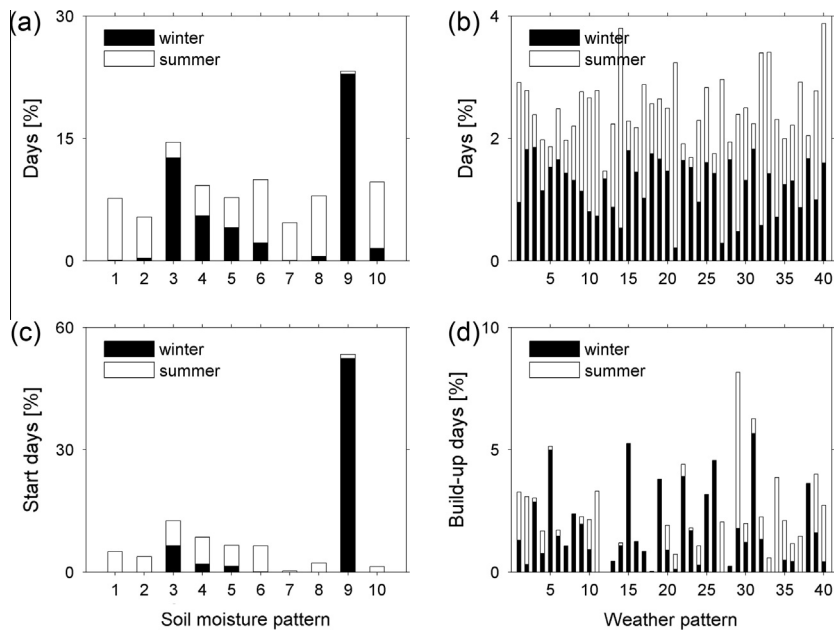 (a)
30
15
0
Days [%]
winter
summer
1 2 3 4 5 6 7 8 9 10
(b)
4
2
0
Days [%]
winter
summer
5 10 15 20 25 30 35 40
(c)
60
30
0
Start days [%]
winter
summer
1 2 3 4 5 6 7 8 9 10
Soil moisture pattern
(d)
10
5
0
Build-up days [%]
winter
summer
5 10 15 20 25 30 35 40
Weather pattern